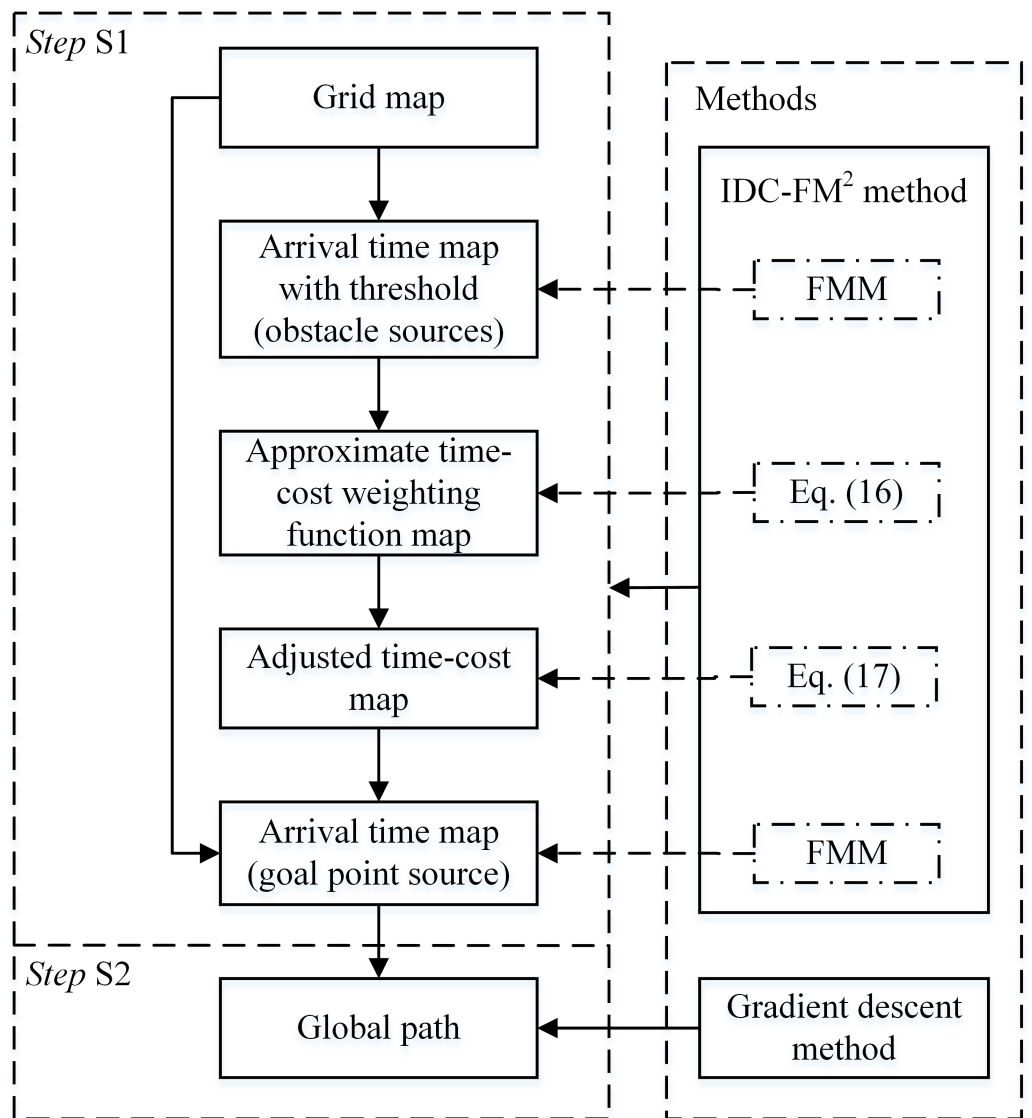 Step S1
Grid map
Arrival time map
with threshold
(obstacle sources)
Approximate time-
cost weighting
function map
Adjusted time-cost
map
Arrival time map
(goal point source)
Step S2
Global path
Methods
IDC-FM² method
FMM
Eq. (16)
Eq. (17)
FMM
Gradient descent
method